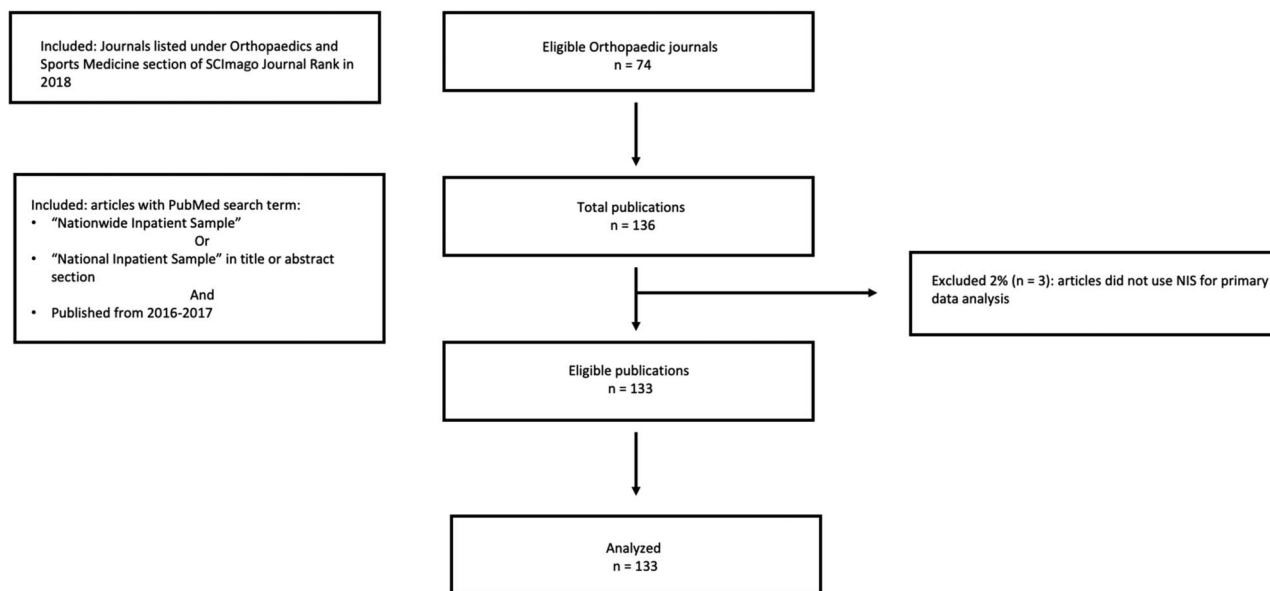 Included: Journals listed under Orthopaedics and
Sports Medicine section of SCImago Journal Rank in
2018
Eligible Orthopaedic journals
n = 74
Included: articles with PubMed search term:
• “Nationwide Inpatient Sample”
Or
• “National Inpatient Sample” in title or abstract
section
And
• Published from 2016-2017
Total publications
n = 136
Excluded 2% (n = 3): articles did not use NIS for primary
data analysis
Eligible publications
n = 133
Analyzed
n = 133